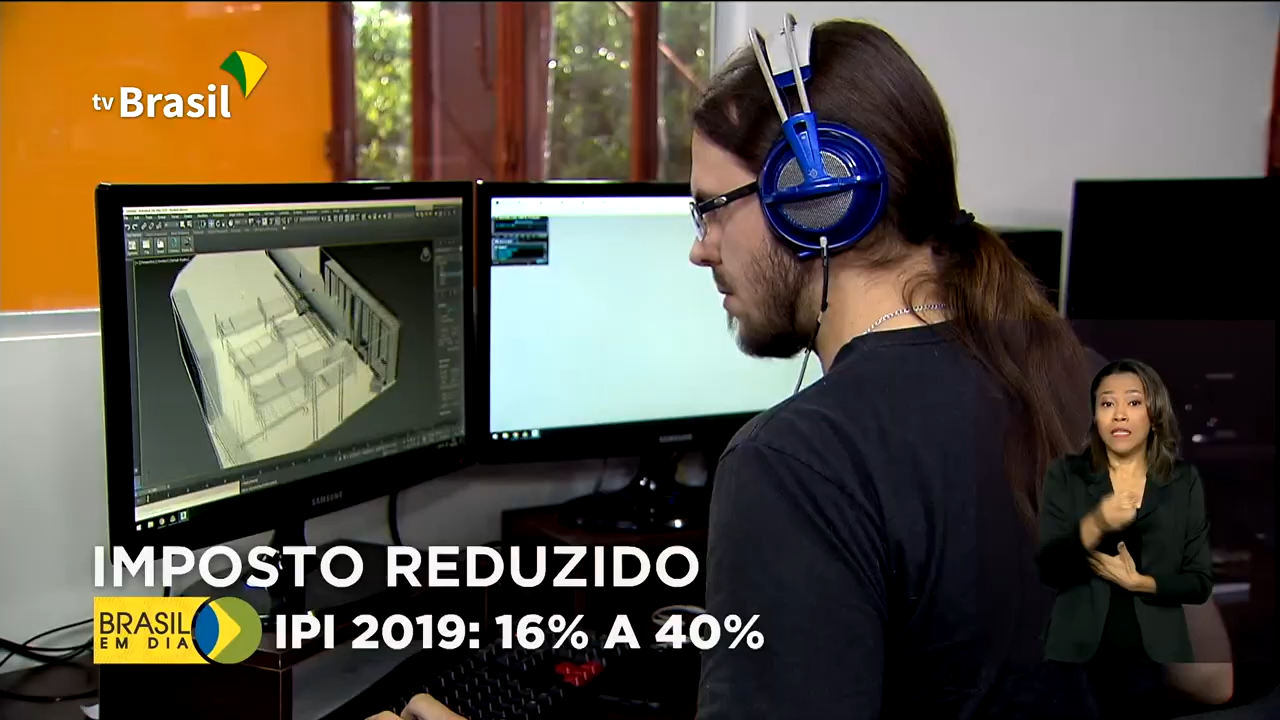 tv Brasil
SAMSUNG
SAMSUNG
IMPOSTO REDUZIDO
BRASIL
EM DIA
IPI 2019: 16% A 40%